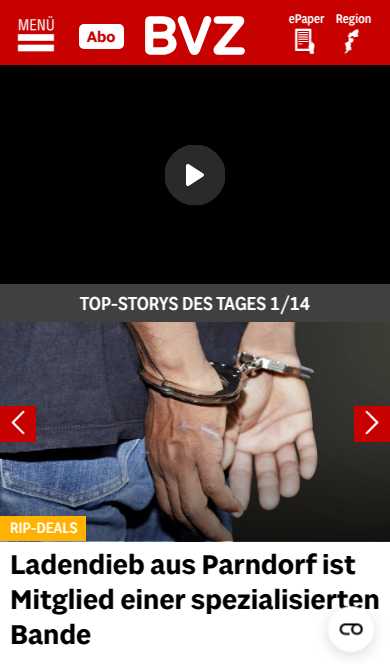 MENÜ
Abo
BVZ
ePaper
Region
TOP-STORYS DES TAGES 1/14
RIP-DEALS
Ladendieb aus Parndorf ist
Mitglied einer spezialisierten
Bande